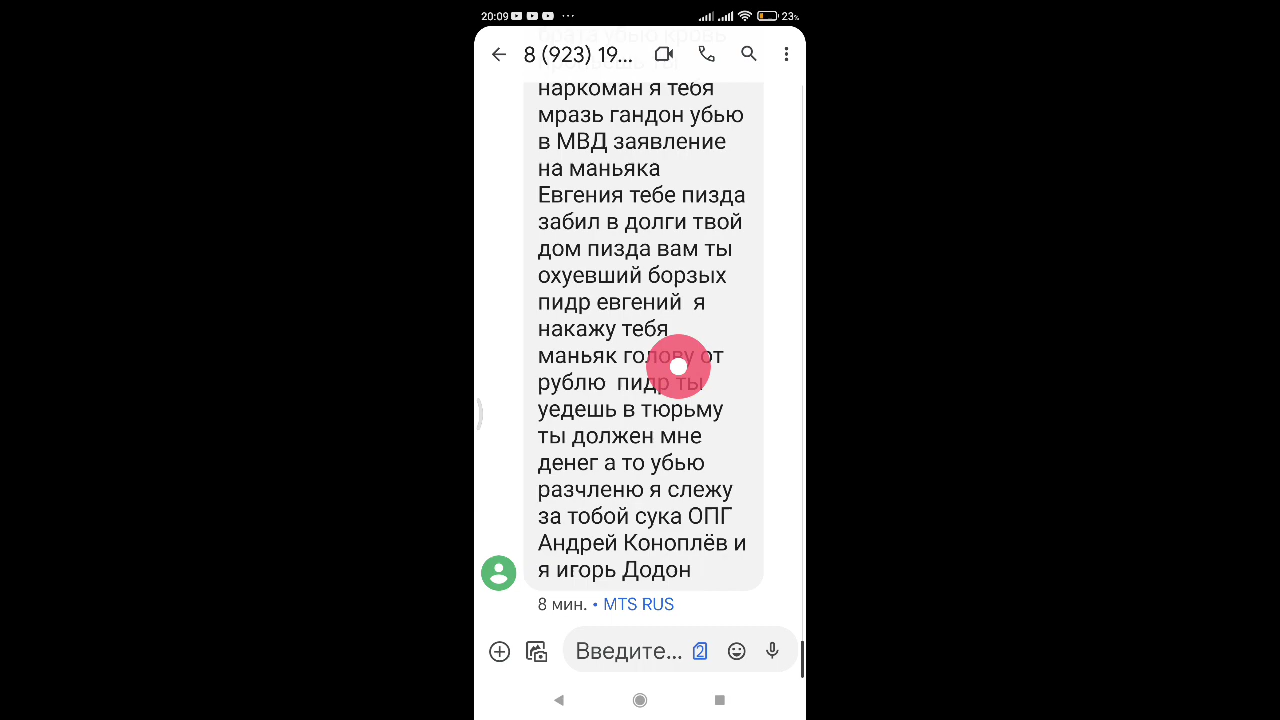 20:09
23%
8 (923) 19...
наркоман я тебя
мразь гандон убью
в МВД заявление
на маньяка
Евгения тебе пизда
забил в долги твой
дом пизда вам ты
охуевший борзых
пидр евгений я
накажу тебя
маньяк голову от
рублю пидр ты
уедешь в тюрьму
ты должен мне
денег а то убью
разчленю я слежу
за тобой сука ОПГ
Андрей Коноплёв и
я игорь Додон
8 мин. • MTS RUS
Введите... 2